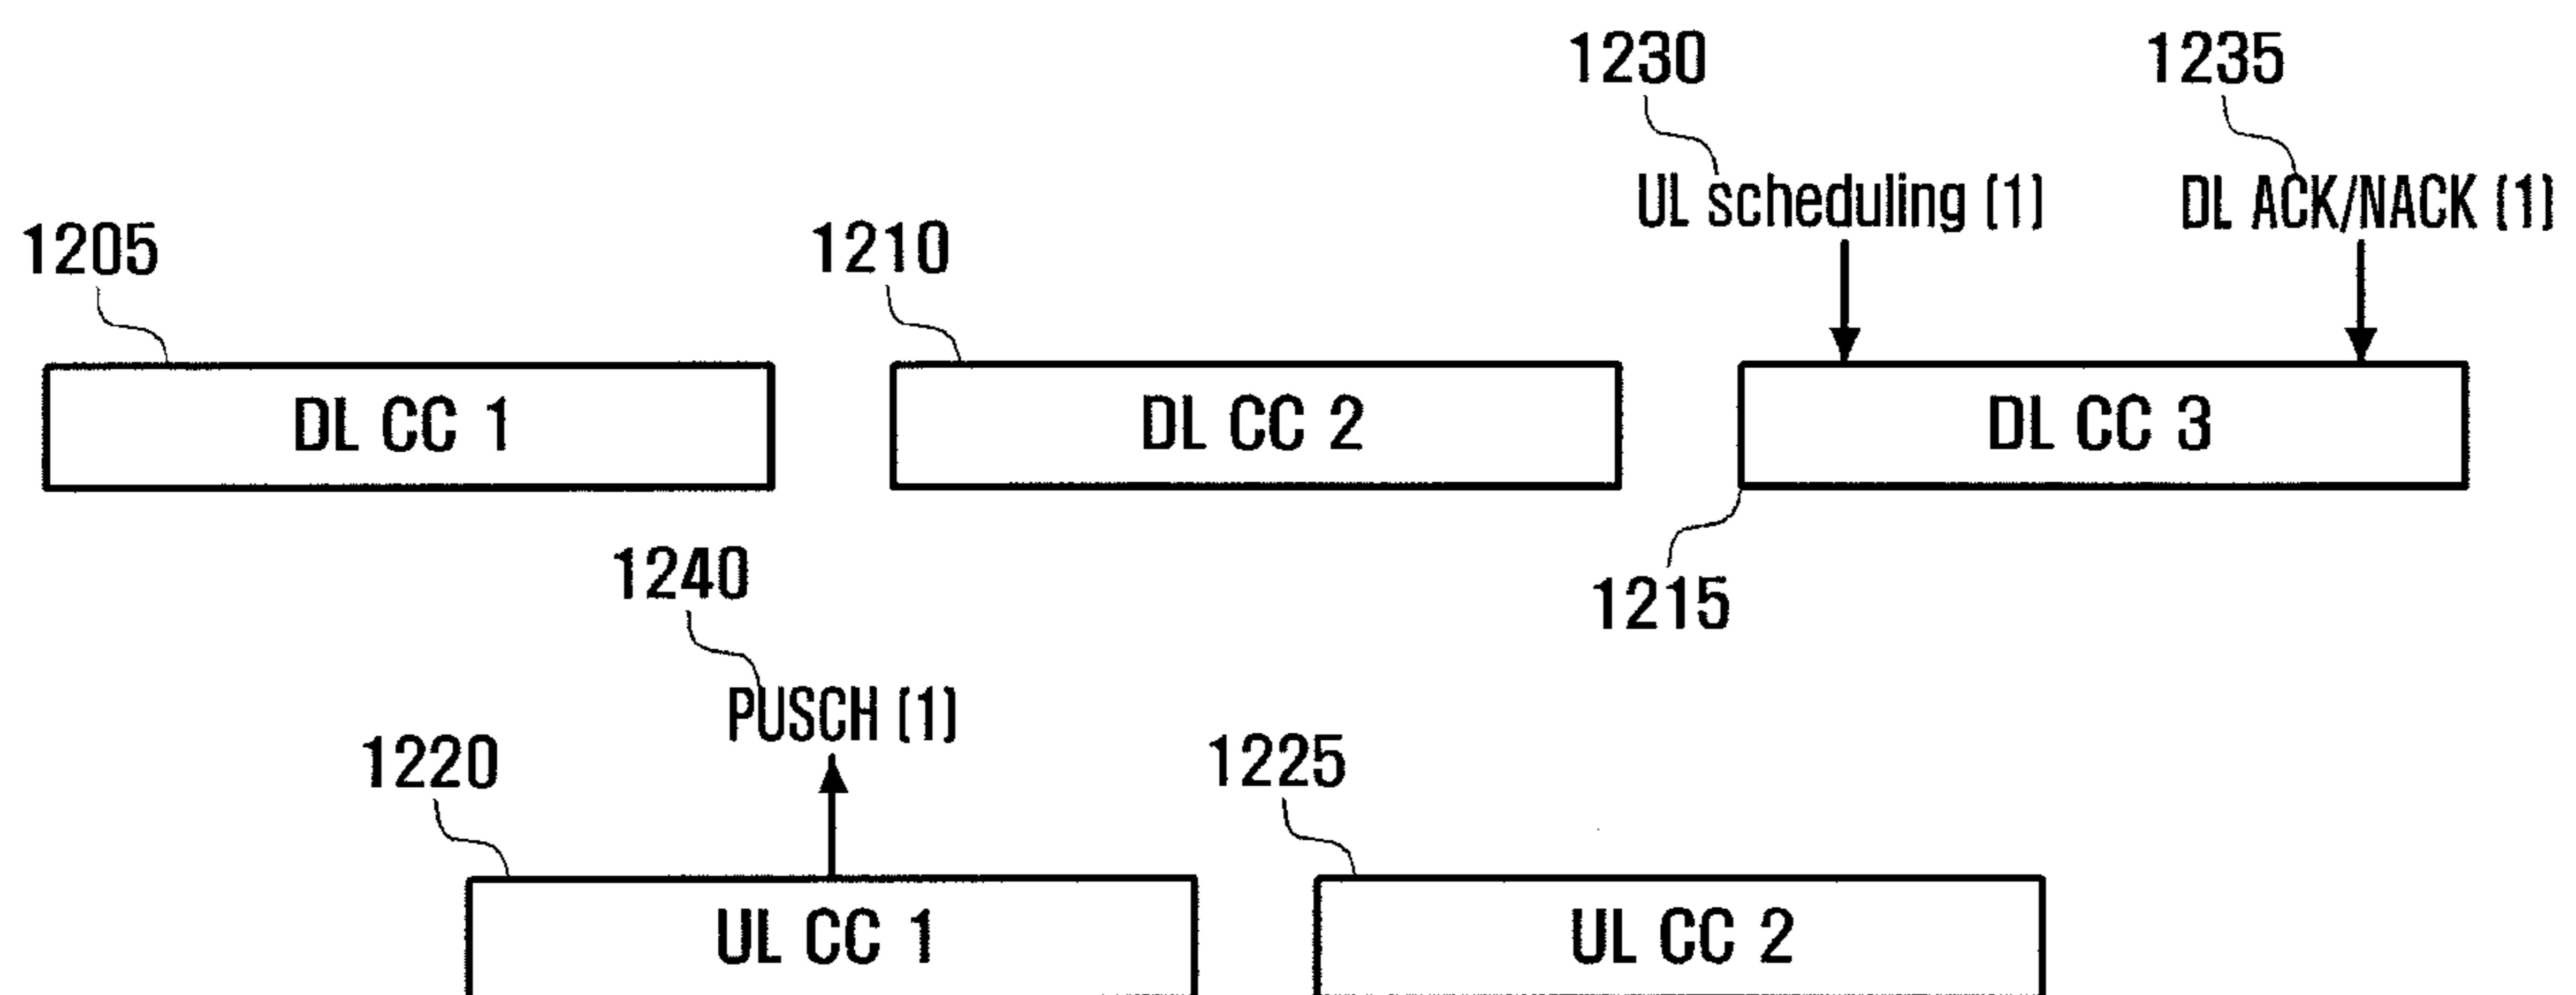 1230 1235
UL scheduling (1) DL ACK/NACK (1)
1205 1210
DL CC 1 DL CC 2 DL CC 3
1240 1215
PUSCH (1)
1220 1225
UL CC 1 UL CC 2